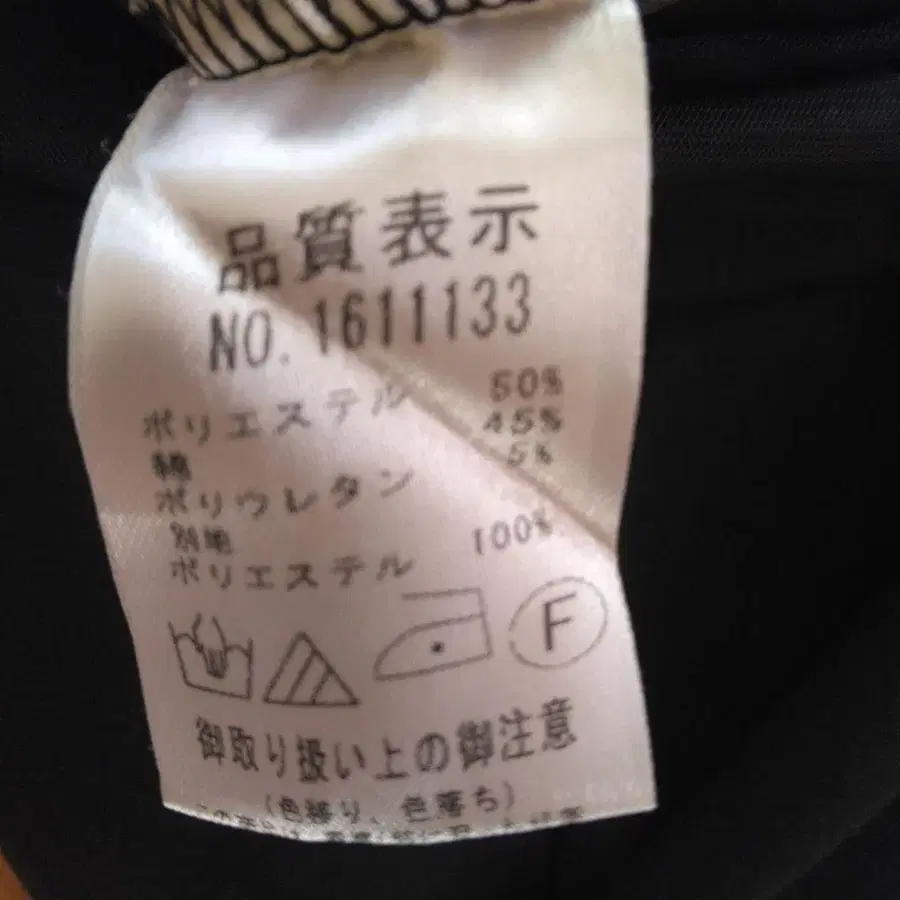 品質表示
NO.1611133
ポリエステル 50%
綿 45%
ポリウレタン 5%
別地
ポリエステル 100%
F
御取り扱い上の御注意
(色移り、色落ち)